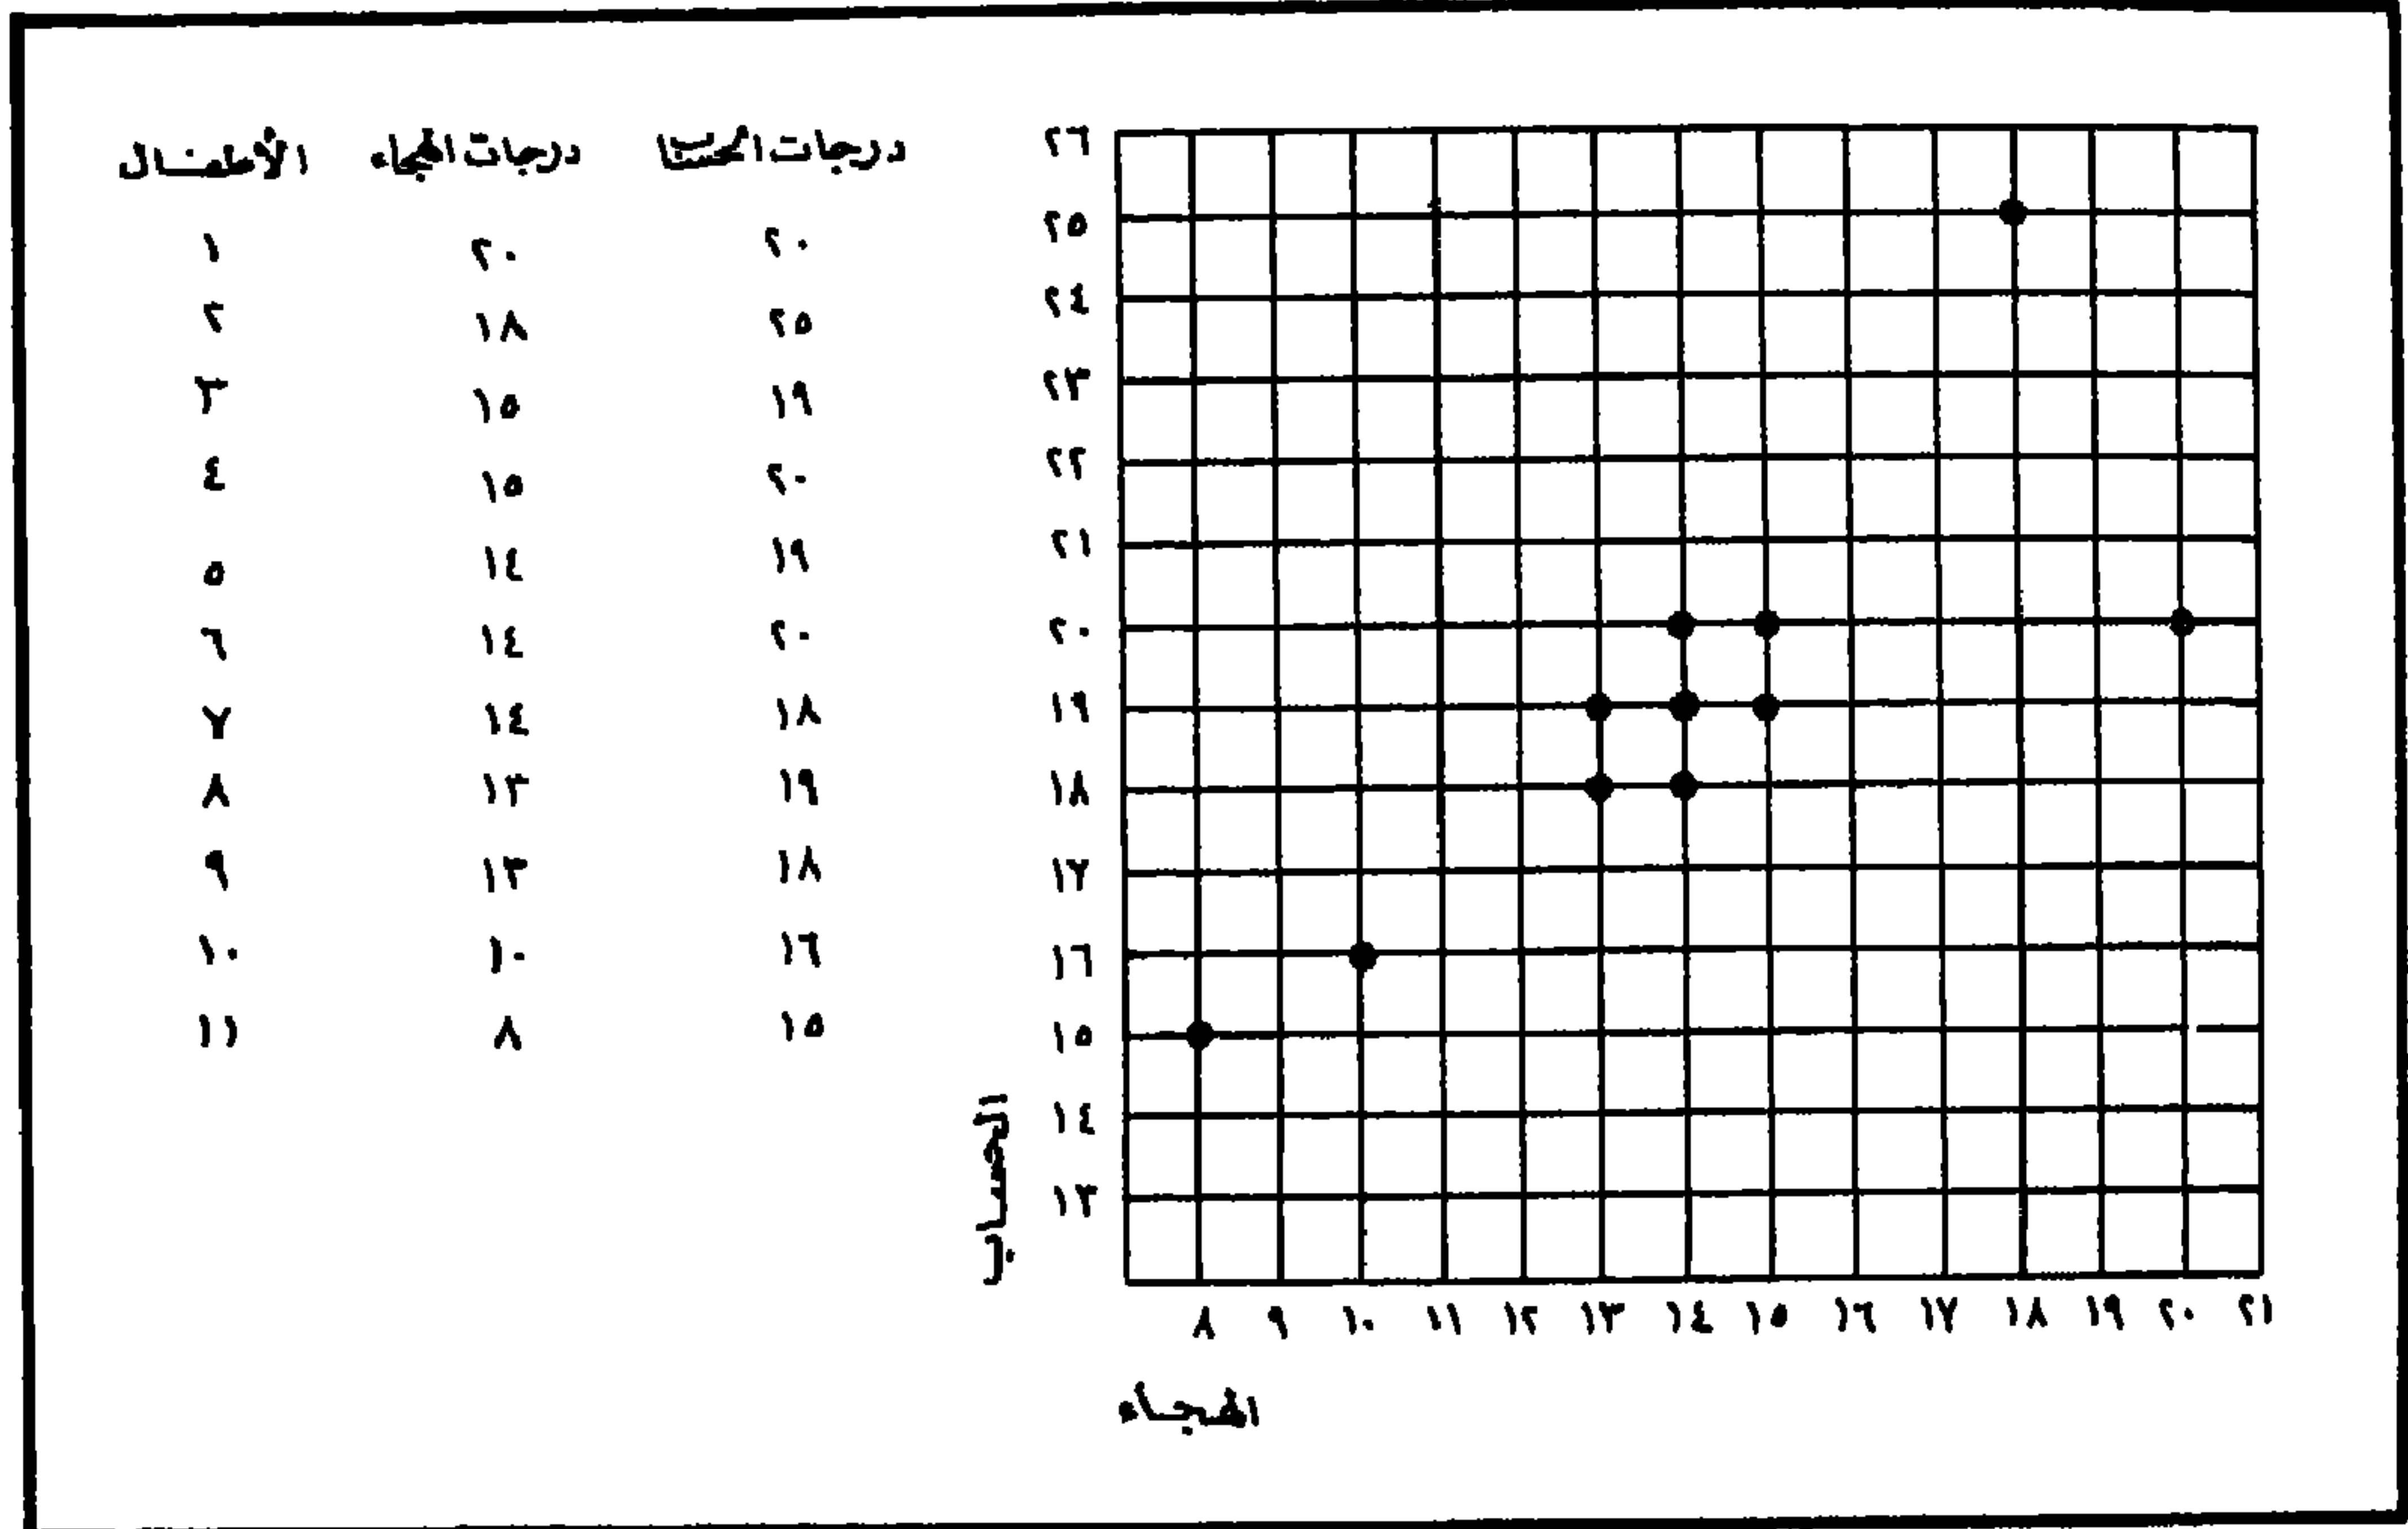 الأطفال درجات الهجاء درجات الحساب
١ ٢٠ ٢٠
٢ ١٨ ٢٥
٣ ١٥ ١٩
٤ ١٥ ٢٠
٥ ١٤ ١٩
٦ ١٤ ٢٠
٧ ١٤ ١٨
٨ ١٣ ١٩
٩ ١٣ ١٨
١٠ ١٠ ١٦
١١ ٨ ١٥
٢٦
٢٥
٢٤
٢٣
٢٢
٢١
٢٠
١٩
١٨
١٧
١٦
١٥
١٤
١٣
٨ ٩ ١٠ ١١ ١٢ ١٣ ١٤ ١٥ ١٦ ١٧ ١٨ ١٩ ٢٠ ٢١
الهجاء